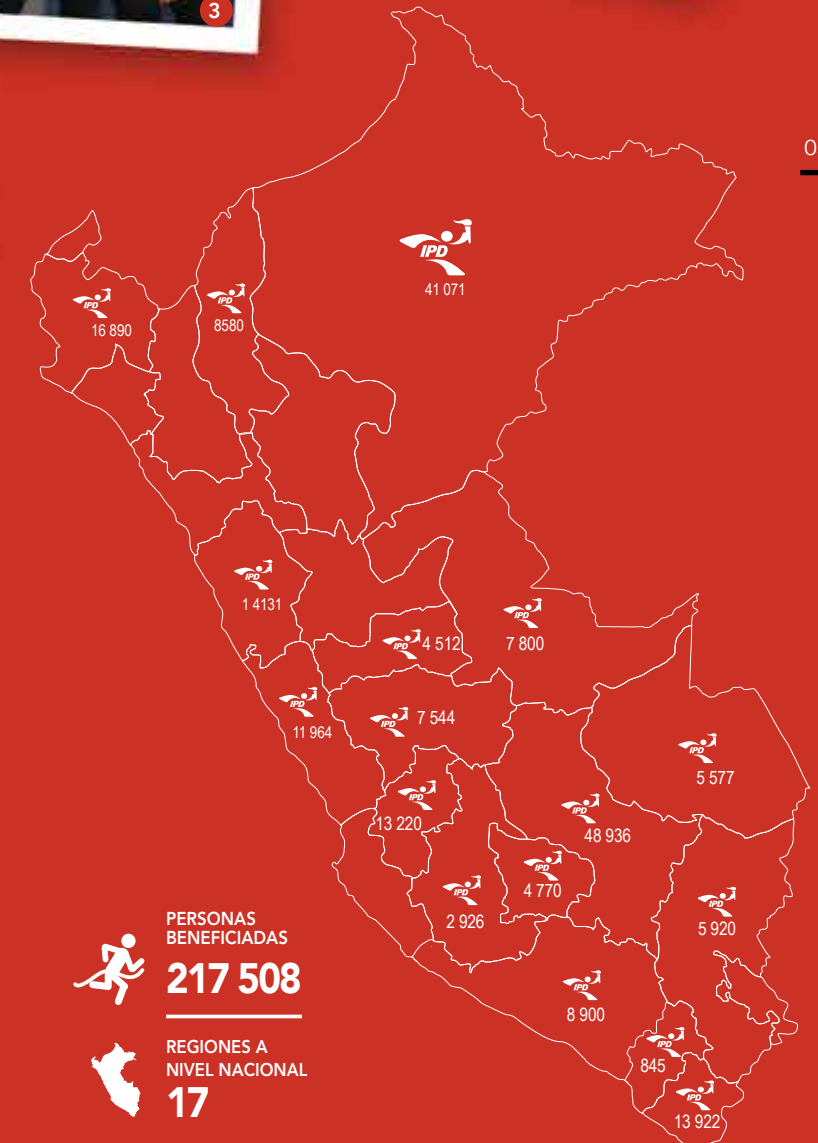 3
0
IPD
41 071
IPD
16 890
IPD
8580
IPD
1 4131
IPD
4 512
IPD
7 800
IPD
11 964
IPD
7 544
IPD
5 577
IPD
13 220
IPD
48 936
IPD
4 770
IPD
2 926
IPD
5 920
IPD
8 900
IPD
845
IPD
13 922
PERSONAS
BENEFICIADAS
217 508
REGIONES A
NIVEL NACIONAL
17